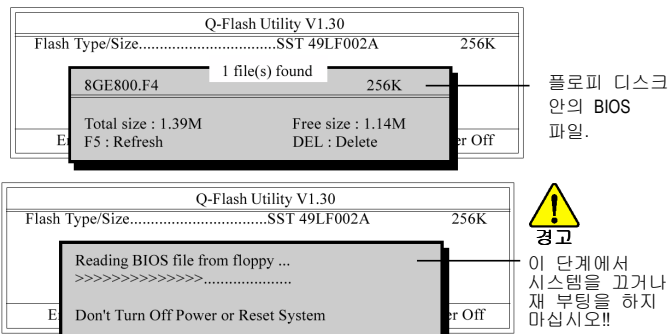 Q-Flash Utility V1.30
Flash Type/Size.................................SST 49LF002A 256K
1 file(s) found
8GE800.F4 256K
Total size : 1.39M Free size : 1.14M
F5 : Refresh DEL : Delete
er Off
플로피 디스크
안의 BIOS
파일.
Q-Flash Utility V1.30
Flash Type/Size.................................SST 49LF002A 256K
Reading BIOS file from floppy ...
>>>>>>>>>>>>>>.....................
Don't Turn Off Power or Reset System
er Off
경고
이 단계에서
시스템을 끄거나
재 부팅을 하지
마십시오!!